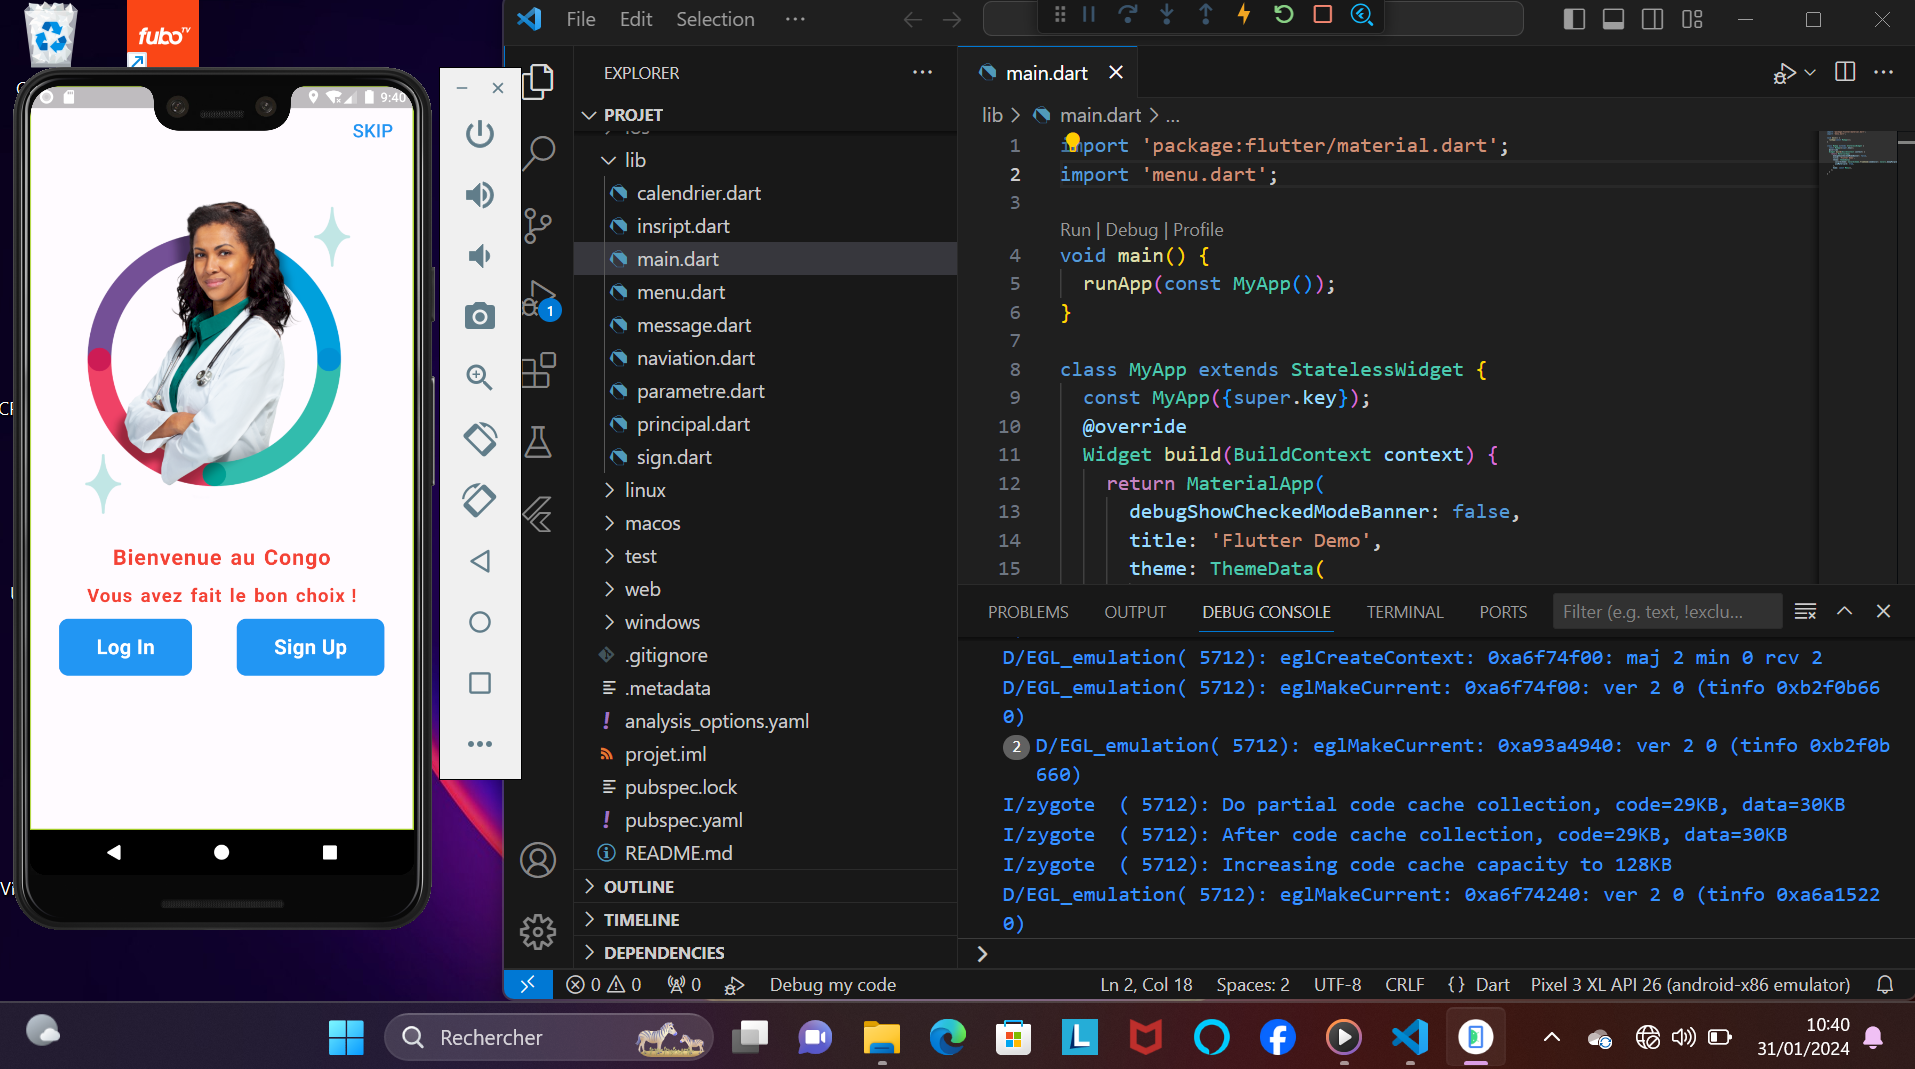 fubo TV
9:40
SKIP
Bienvenue au Congo
Vous avez fait le bon choix !
Log In
Sign Up
File Edit Selection ···
EXPLORER
PROJET
lib
calendrier.dart
insript.dart
main.dart
menu.dart
message.dart
naviation.dart
parametre.dart
principal.dart
sign.dart
linux
macos
test
web
windows
.gitignore
.metadata
analysis_options.yaml
projet.iml
pubspec.lock
pubspec.yaml
README.md
OUTLINE
TIMELINE
DEPENDENCIES
1
main.dart
lib > main.dart > ...
1 import 'package:flutter/material.dart';
2 import 'menu.dart';
3
Run | Debug | Profile
4 void main() {
5 runApp(const MyApp());
6 }
7
8 class MyApp extends StatelessWidget {
9 const MyApp({super.key});
10 @override
11 Widget build(BuildContext context) {
12 return MaterialApp(
13 debugShowCheckedModeBanner: false,
14 title: 'Flutter Demo',
15 theme: ThemeData(
PROBLEMS OUTPUT DEBUG CONSOLE TERMINAL PORTS Filter (e.g. text, !exclu...
D/EGL_emulation( 5712): eglCreateContext: 0xa6f74f00: maj 2 min 0 rcv 2
D/EGL_emulation( 5712): eglMakeCurrent: 0xa6f74f00: ver 2 0 (tinfo 0xb2f0b66
0)
2 D/EGL_emulation( 5712): eglMakeCurrent: 0xa93a4940: ver 2 0 (tinfo 0xb2f0b
660)
I/zygote ( 5712): Do partial code cache collection, code=29KB, data=30KB
I/zygote ( 5712): After code cache collection, code=29KB, data=30KB
I/zygote ( 5712): Increasing code cache capacity to 128KB
D/EGL_emulation( 5712): eglMakeCurrent: 0xa6f74240: ver 2 0 (tinfo 0xa6a1522
0)
>
0 0 0 Debug my code Ln 2, Col 18 Spaces: 2 UTF-8 CRLF {} Dart Pixel 3 XL API 26 (android-x86 emulator)
Rechercher
L
10:40
31/01/2024